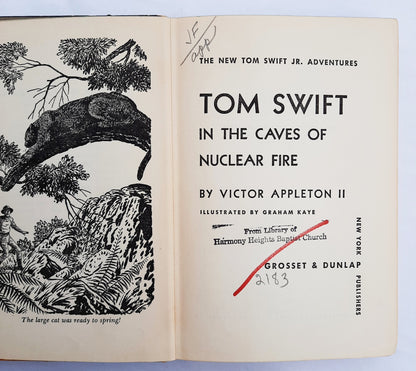 The large cat was ready to spring!
JF
app
THE NEW TOM SWIFT JR. ADVENTURES
TOM SWIFT
IN THE CAVES OF
NUCLEAR FIRE
BY VICTOR APPLETON II
ILLUSTRATED BY GRAHAM KAYE
From Library of
Harmony Heights Baptist Church
GROSSET & DUNLAP
NEW YORK PUBLISHERS
2183